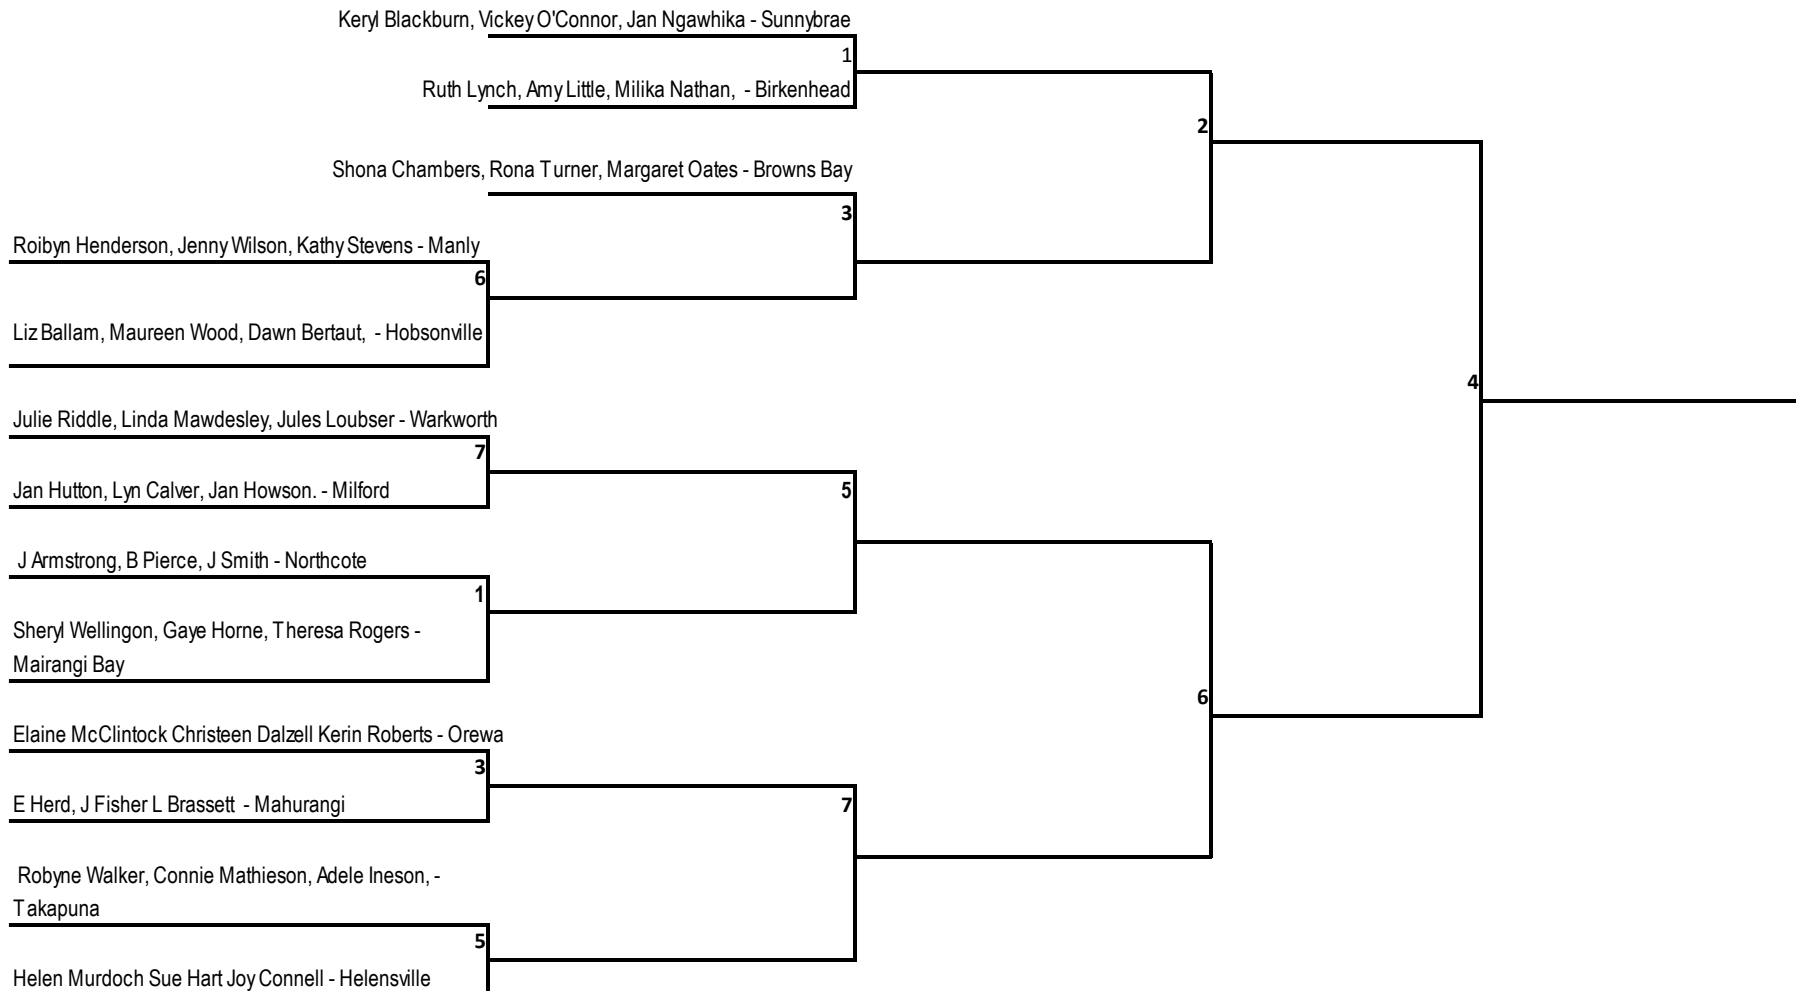 Keryl Blackburn, Vickey O'Connor, Jan Ngawhika - Sunnybrae
1
Ruth Lynch, Amy Little, Milika Nathan,  - Birkenhead
2
Shona Chambers, Rona Turner, Margaret Oates - Browns Bay
3
Roibyn Henderson, Jenny Wilson, Kathy Stevens - Manly
6
Liz Ballam, Maureen Wood, Dawn Bertaut,  - Hobsonville
4
Julie Riddle, Linda Mawdesley, Jules Loubser - Warkworth
7
Jan Hutton, Lyn Calver, Jan Howson. - Milford
5
J Armstrong, B Pierce, J Smith - Northcote
1
Sheryl Wellingon, Gaye Horne, Theresa Rogers -
Mairangi Bay
6
Elaine McClintock Christeen Dalzell Kerin Roberts - Orewa
3
E Herd, J Fisher L Brassett  - Mahurangi
7
Robyne Walker, Connie Mathieson, Adele Ineson, -
Takapuna
5
Helen Murdoch Sue Hart Joy Connell - Helensville